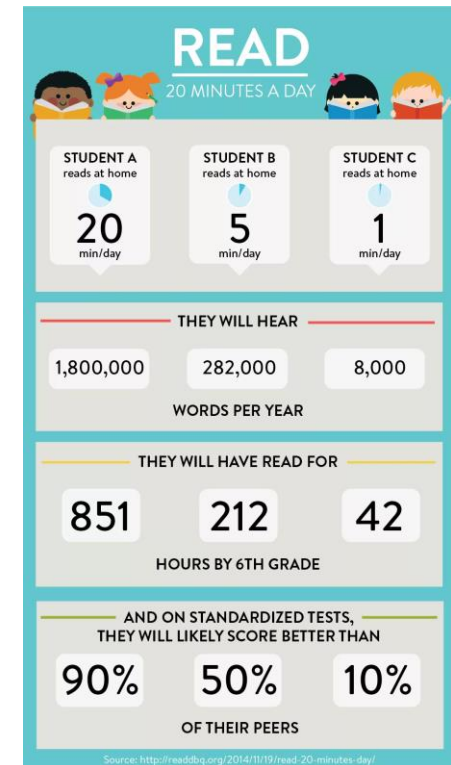 READ
20 MINUTES A DAY
STUDENT A
reads at home
20
min/day
STUDENT B
reads at home
5
min/day
STUDENT C
reads at home
1
min/day
THEY WILL HEAR
1,800,000 282,000 8,000
WORDS PER YEAR
THEY WILL HAVE READ FOR
851 212 42
HOURS BY 6TH GRADE
AND ON STANDARDIZED TESTS,
THEY WILL LIKELY SCORE BETTER THAN
90% 50% 10%
OF THEIR PEERS
Source: http://readdbq.org/2014/11/19/read-20-minutes-day/